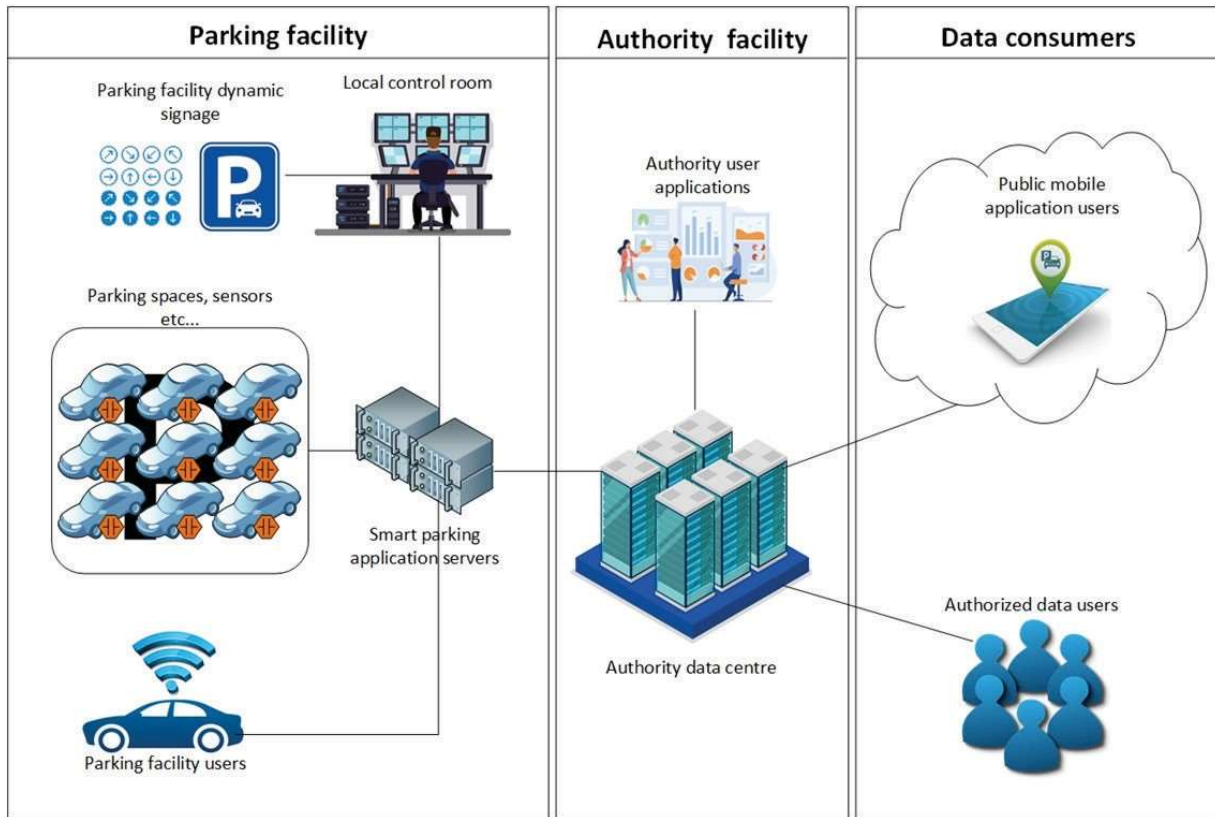 Parking facility
Parking facility dynamic
signage
P
Local control room
Parking spaces, sensors
etc...
P
Smart parking
application servers
Parking facility users
Authority facility
Authority user
applications
Authority data centre
Data consumers
Public mobile
application users
P
Authorized data users